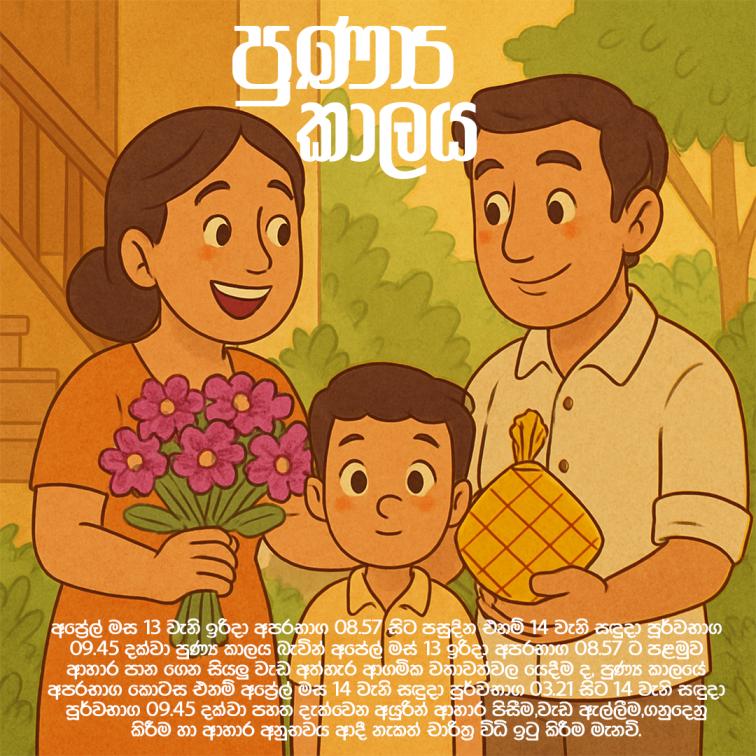 පුණ්‍ය
කාලය
අප්‍රේල් මස 13 වැනි ඉරිදා අපරභාග 08.57 සිට පසුදින එනම් 14 වැනි සඳුදා පූර්වභාග
09.45 දක්වා පුණ්‍ය කාලය බැවින් අප්‍රේල් මස් 13 ඉරිදා අපරභාග 08.57 ට පළමුව
ආහාර පාන ගෙන සියලු වැඩ අත්හැර ආගමික වතාවත්වල යෙදීම ද, පුණ්‍ය කාලයේ
අපරභාග කොටස එනම් අප්‍රේල් මස 14 වැනි සඳුදා පූර්වභාග 03.21 සිට 14 වැනි සඳුදා
පූර්වභාග 09.45 දක්වා පහත දැක්වෙන අයුරින් ආහාර පිසීම,වැඩ ඇල්ලීම,ගනුදෙනු
කිරීම හා ආහාර අනුභවය ආදී නැකත් චාරිත්‍ර විධි ඉටු කිරීම මැනවි.